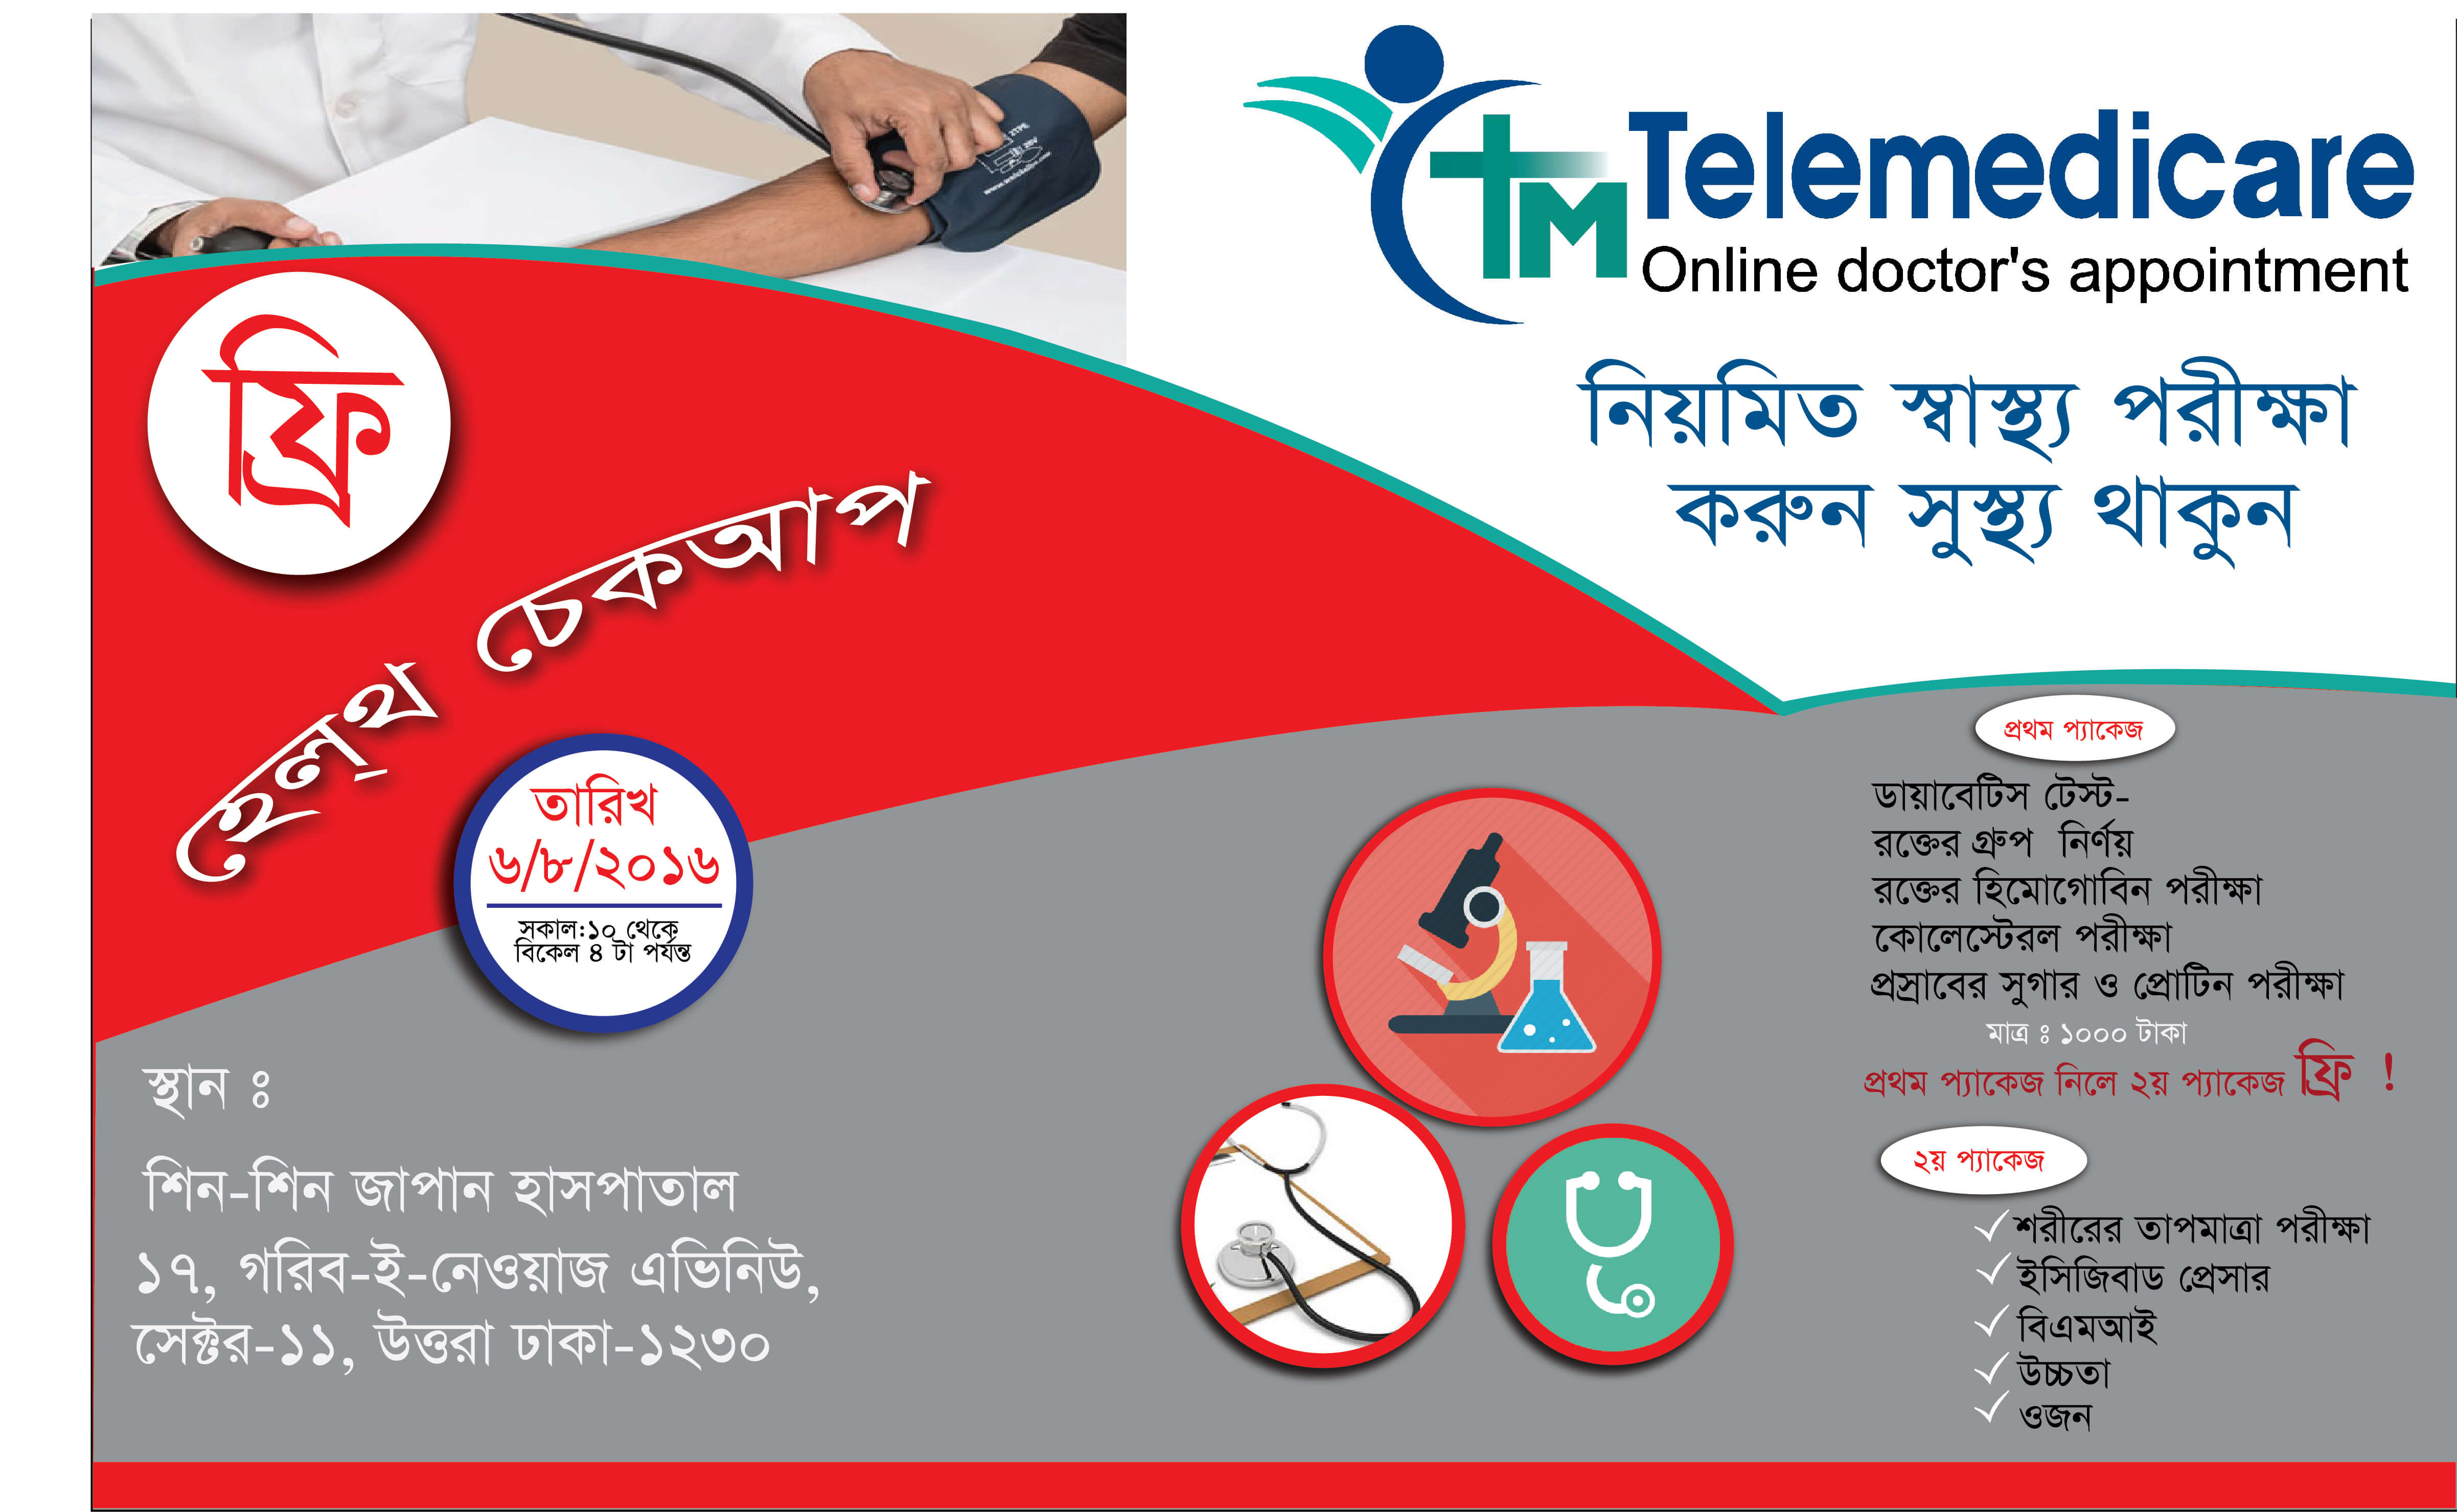 TM Telemedicare
Online doctor's appointment
নিয়মিত স্বাস্থ্য পরীক্ষা
করুন সুস্থ্য থাকুন
ফ্রি
হেল্থ চেকআপ
তারিখ
৬/৮/২০১৬
সকাল:১০ থেকে
বিকেল ৪ টা পর্যন্ত
স্থান ঃ
শিন-শিন জাপান হাসপাতাল
১৭, গরিব-ই-নেওয়াজ এভিনিউ,
সেক্টর-১১, উত্তরা ঢাকা-১২৩০
প্রথম প্যাকেজ
ডায়াবেটিস টেস্ট-
রক্তের গ্রুপ নির্ণয়
রক্তের হিমোগোবিন পরীক্ষা
কোলেস্টেরল পরীক্ষা
প্রস্রাবের সুগার ও প্রোটিন পরীক্ষা
মাত্র ঃ ১০০০ টাকা
প্রথম প্যাকেজ নিলে ২য় প্যাকেজ ফ্রি !
২য় প্যাকেজ
শরীরের তাপমাত্রা পরীক্ষা
ইসিজিবাড প্রেসার
বিএমআই
উচ্চতা
ওজন